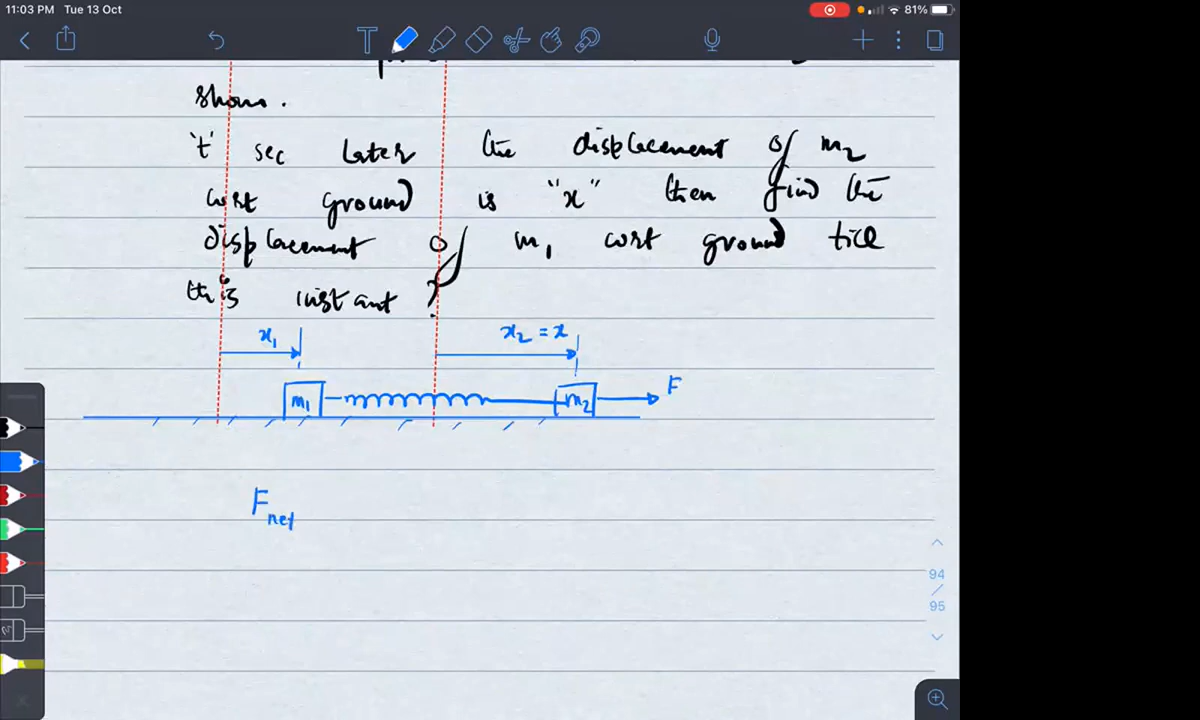 11:03 PM Tue 13 Oct 81%
shown.
't' sec later the displacement of m2
wrt ground is "x" then find the
displacement of m1 wrt ground till
this instant ?
x1 x2 = x
m1 m2 F
Fnet
94
/
95